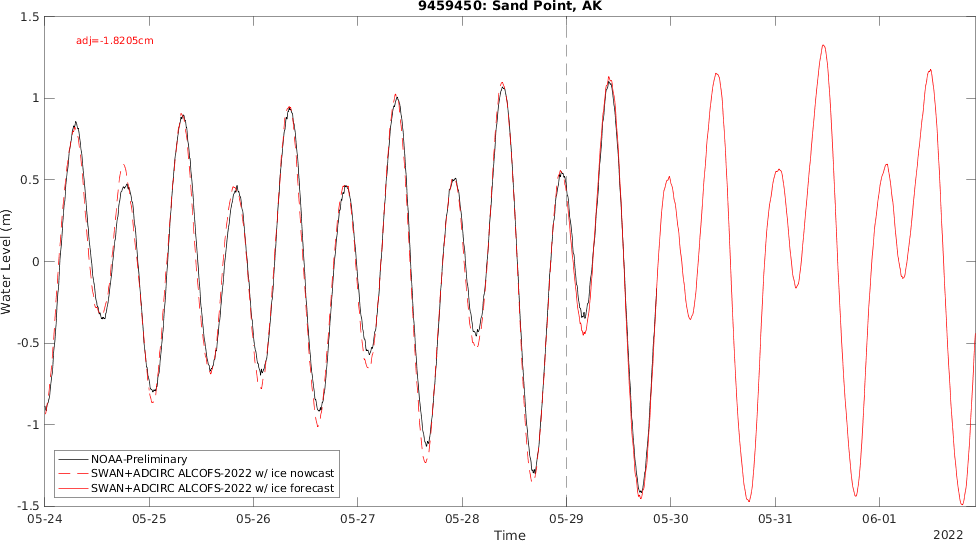 9459450: Sand Point, AK
adj=-1.8205cm
Water Level (m)
1.5
1
0.5
0
-0.5
-1
-1.5
NOAA-Preliminary
SWAN+ADCIRC ALCOFS-2022 w/ ice nowcast
SWAN+ADCIRC ALCOFS-2022 w/ ice forecast
05-24 05-25 05-26 05-27 05-28 05-29 05-30 05-31 06-01
Time
2022